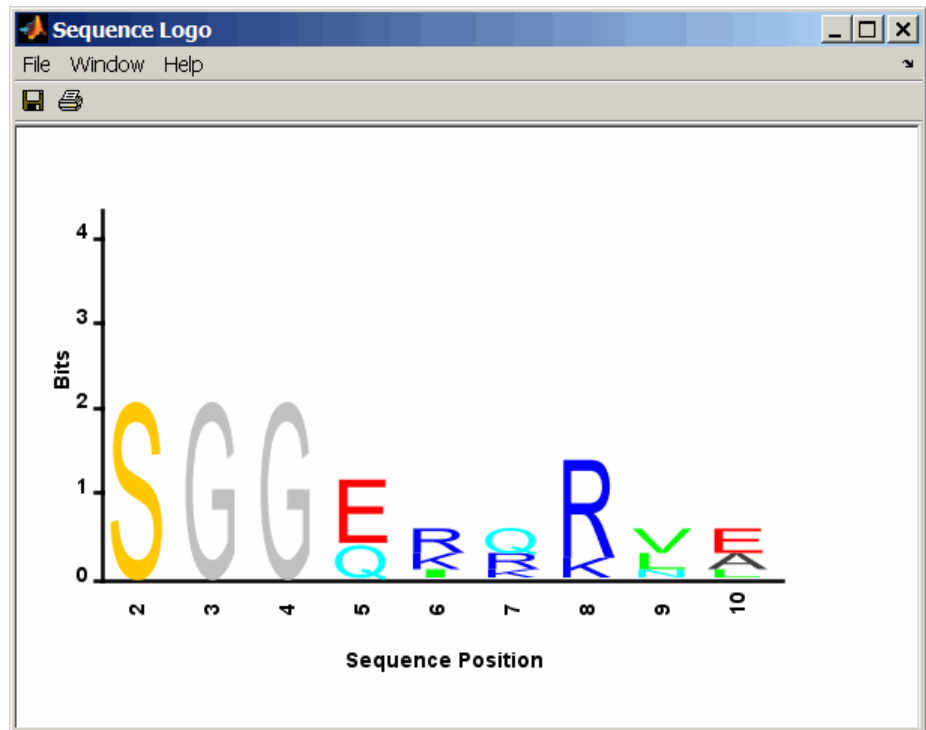 Sequence Logo
File Window Help
4
3
2
1
0
Bits
S G G E R Q R V E
Q K R K L A
I K N L
2 3 4 5 6 7 8 9 10
Sequence Position